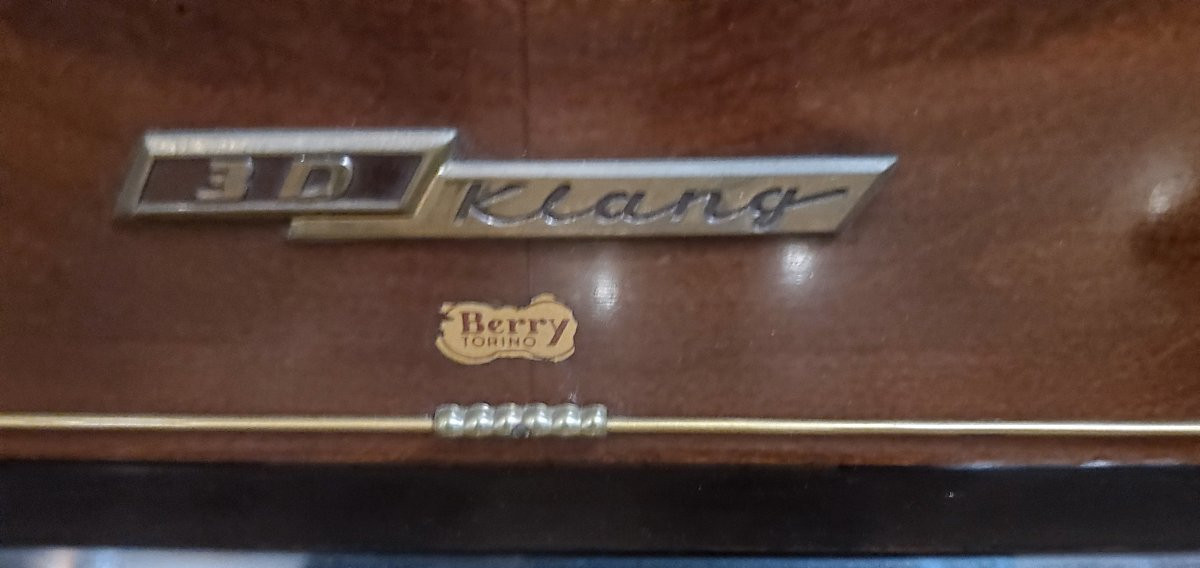 3D Klang
Berry
TORINO